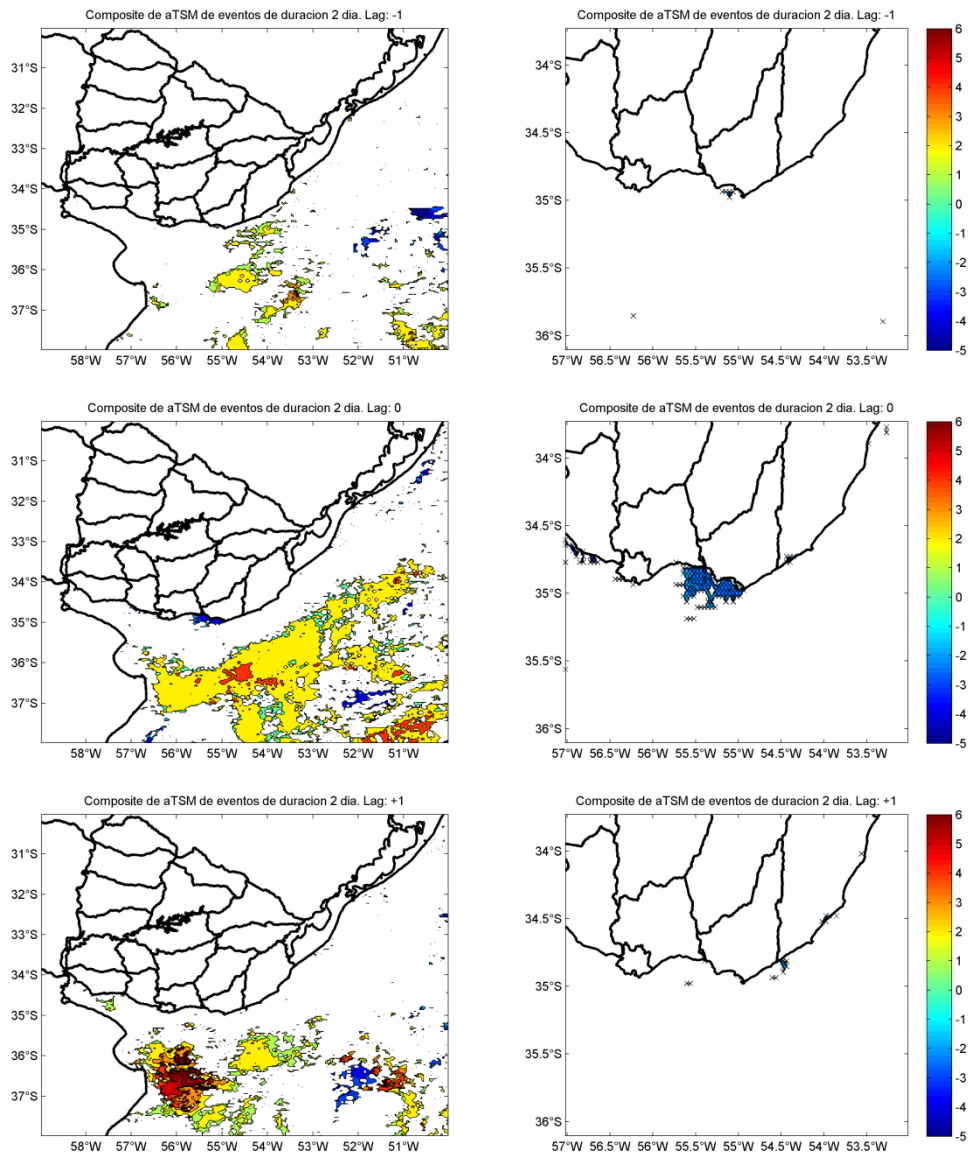 Composite de aTSM de eventos de duracion 2 dia. Lag: -1
31°S
32°S
33°S
34°S
35°S
36°S
37°S
58°W 57°W 56°W 55°W 54°W 53°W 52°W 51°W
Composite de aTSM de eventos de duracion 2 dia. Lag: -1
34°S
34.5°S
35°S
35.5°S
36°S
57°W 56.5°W 56°W 55.5°W 55°W 54.5°W 54°W 53.5°W
6
5
4
3
2
1
0
-1
-2
-3
-4
-5
Composite de aTSM de eventos de duracion 2 dia. Lag: 0
31°S
32°S
33°S
34°S
35°S
36°S
37°S
58°W 57°W 56°W 55°W 54°W 53°W 52°W 51°W
Composite de aTSM de eventos de duracion 2 dia. Lag: 0
34°S
34.5°S
35°S
35.5°S
36°S
57°W 56.5°W 56°W 55.5°W 55°W 54.5°W 54°W 53.5°W
6
5
4
3
2
1
0
-1
-2
-3
-4
-5
Composite de aTSM de eventos de duracion 2 dia. Lag: +1
31°S
32°S
33°S
34°S
35°S
36°S
37°S
58°W 57°W 56°W 55°W 54°W 53°W 52°W 51°W
Composite de aTSM de eventos de duracion 2 dia. Lag: +1
34°S
34.5°S
35°S
35.5°S
36°S
57°W 56.5°W 56°W 55.5°W 55°W 54.5°W 54°W 53.5°W
6
5
4
3
2
1
0
-1
-2
-3
-4
-5